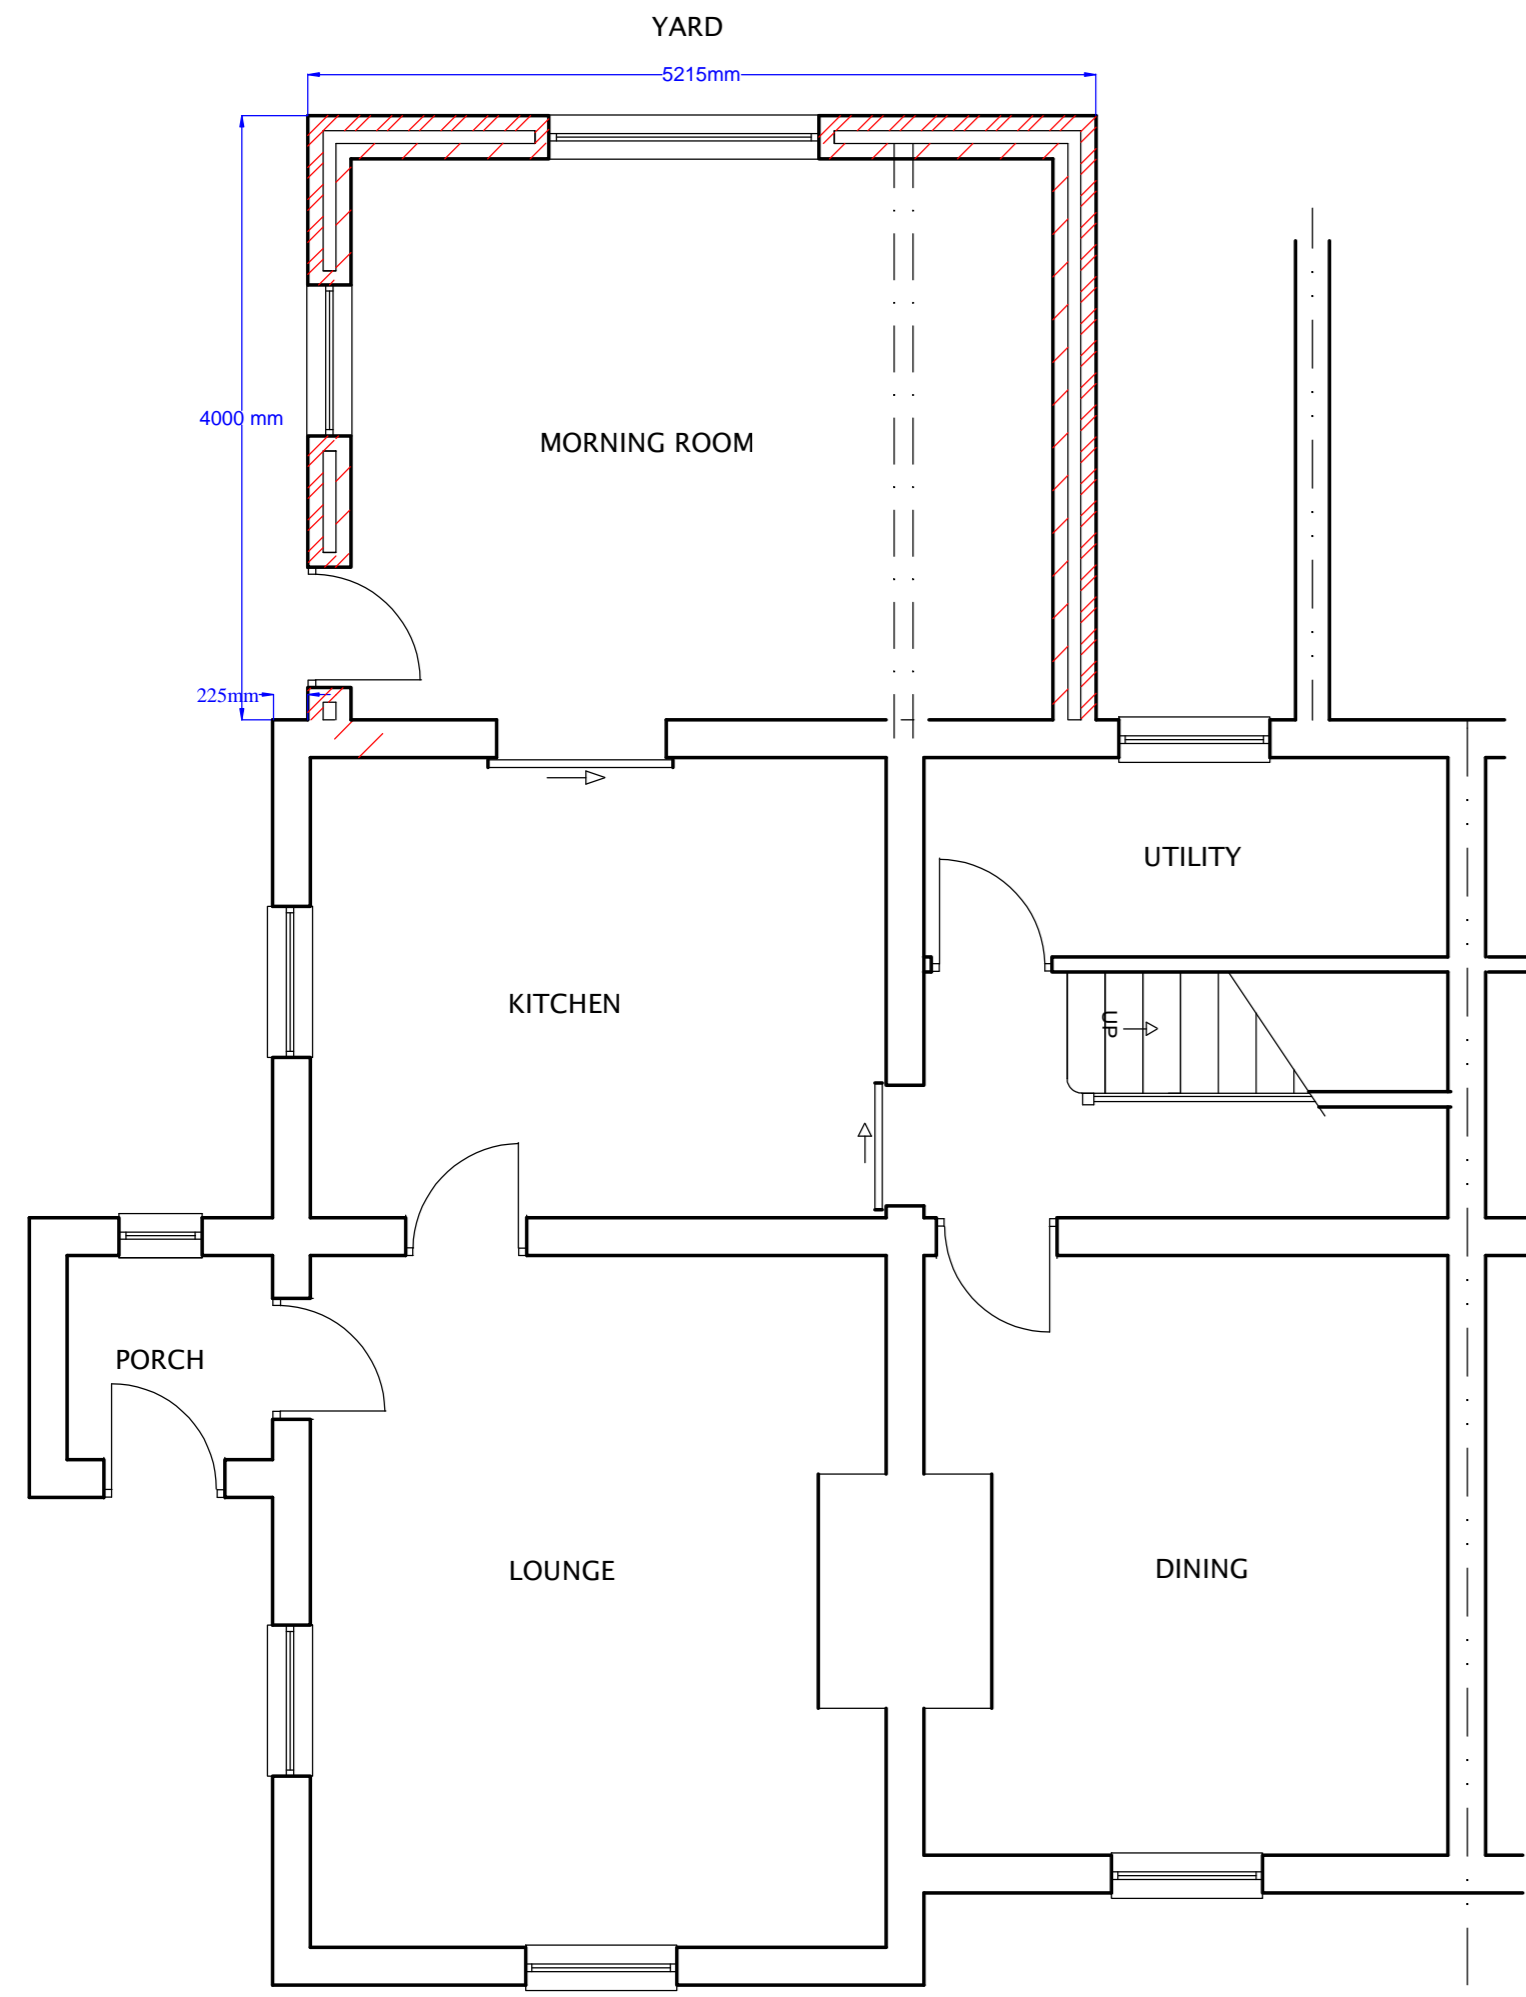 YARD
5215mm
4000 mm
MORNING ROOM
225mm
UTILITY
KITCHEN
UP
PORCH
LOUNGE
DINING